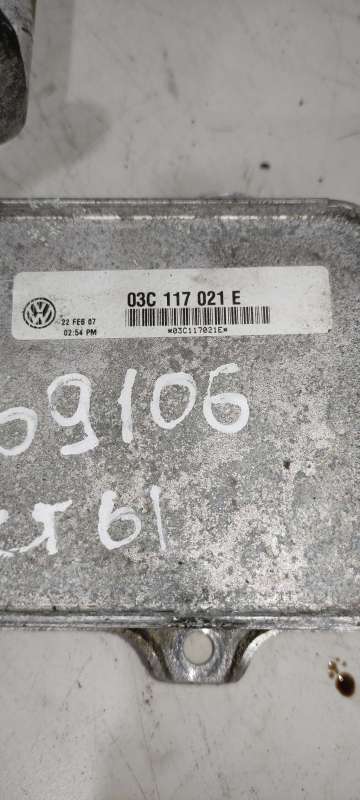 03C 117 021 E
22 FEB 07
02:54 PM
*03C117021E*
09106